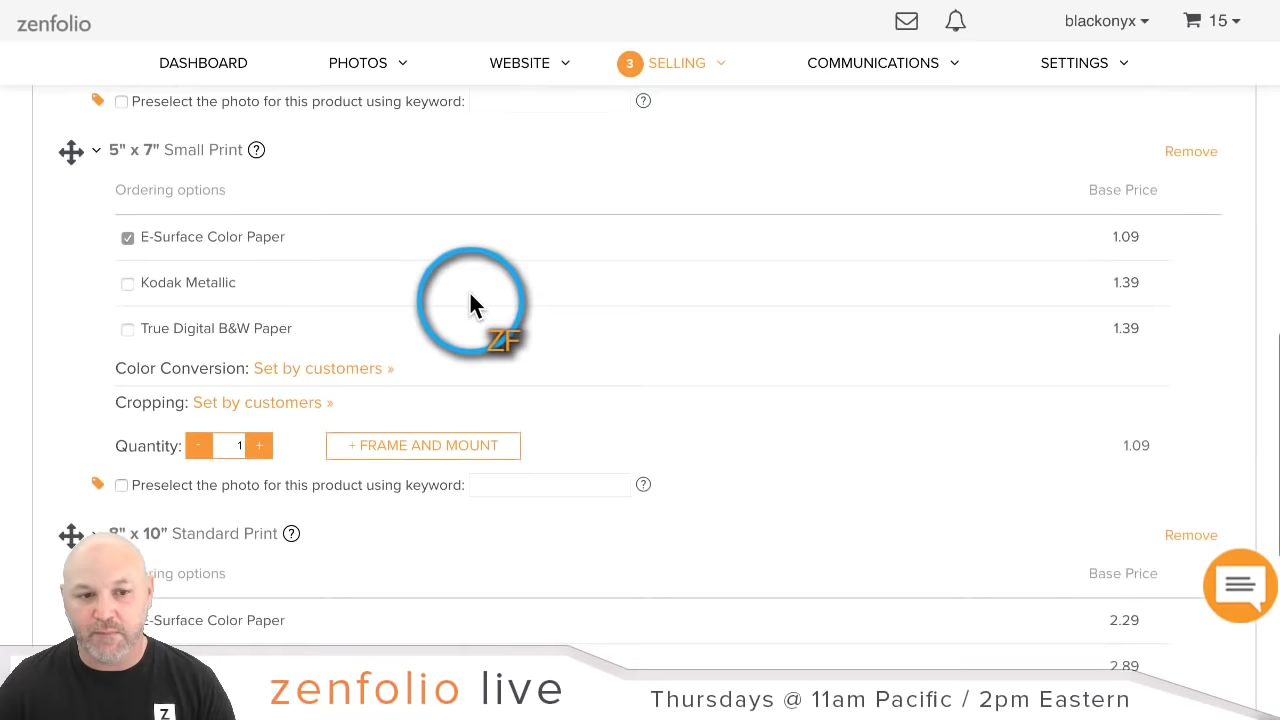 zenfolio
blackonyx
15
DASHBOARD PHOTOS WEBSITE 3 SELLING COMMUNICATIONS SETTINGS
Preselect the photo for this product using keyword: ?
5" x 7" Small Print ? Remove
Ordering options Base Price
E-Surface Color Paper 1.09
Kodak Metallic 1.39
ZF
True Digital B&W Paper 1.39
Color Conversion: Set by customers »
Cropping: Set by customers »
Quantity: - 1 + + FRAME AND MOUNT 1.09
Preselect the photo for this product using keyword: ?
8" x 10" Standard Print ? Remove
options Base Price
E-Surface Color Paper 2.29
2.89
zenfolio live Thursdays @ 11am Pacific / 2pm Eastern
Z